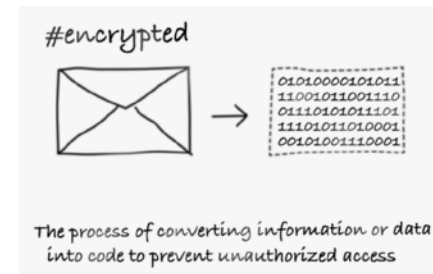 #encrypted
01010000101011
11001011001110
01110101011101
11101011010001
00101001110001
The process of converting information or data
into code to prevent unauthorized access